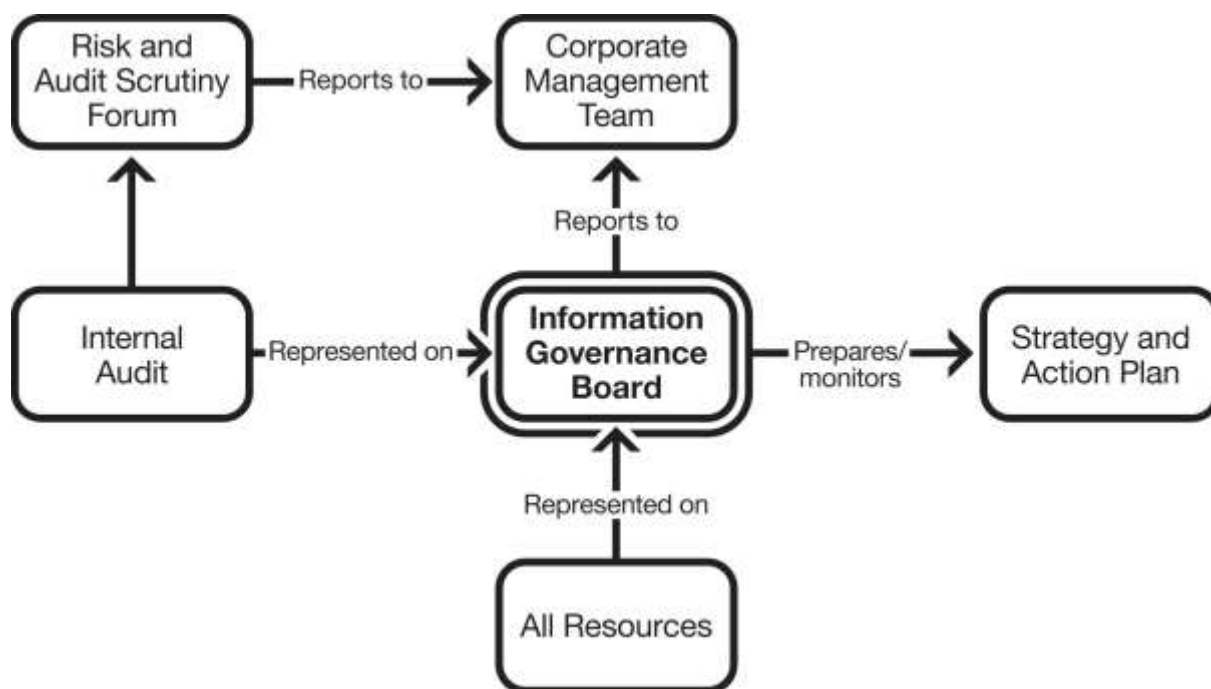 Risk and
Audit Scrutiny
Forum
Reports to
Corporate
Management
Team
Reports to
Internal
Audit
Represented on
Information
Governance
Board
Prepares/
monitors
Strategy and
Action Plan
Represented on
All Resources